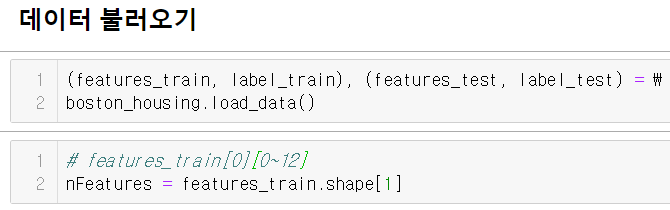 데이터 불러오기
1 (features_train, label_train), (features_test, label_test) = ₩
2 boston_housing.load_data()
1 # features_train[0][0~12]
2 nFeatures = features_train.shape[1]